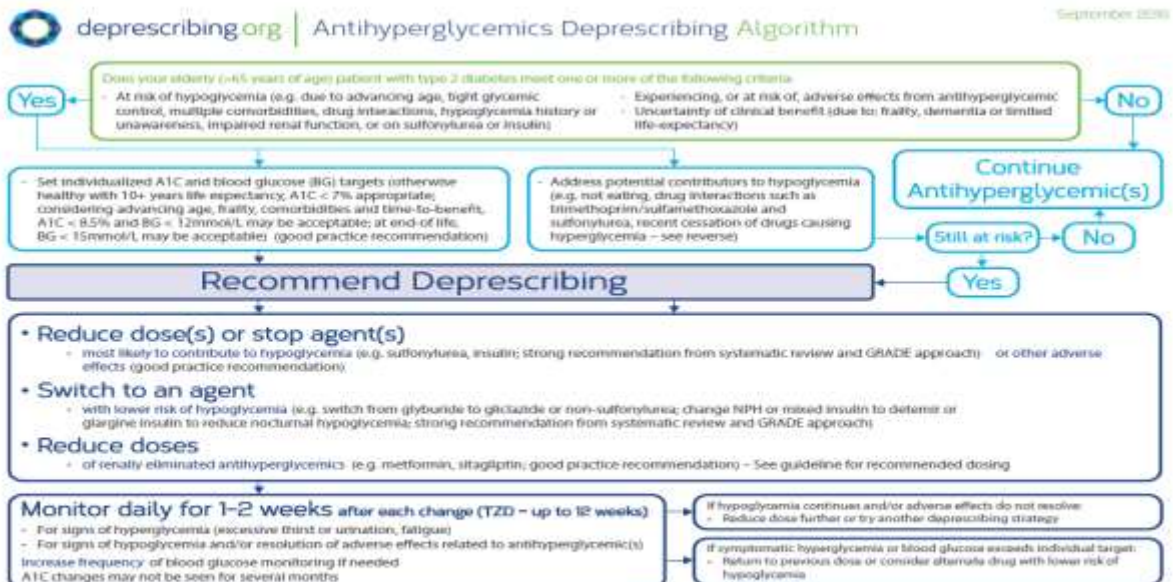 deprescribing.org | Antihyperglycemics Deprescribing Algorithm
September 2016
Does your elderly (>65 years of age) patient with type 2 diabetes meet one or more of the following criteria:
Yes
- At risk of hypoglycemia (e.g. due to advancing age, tight glycemic
control, multiple comorbidities, drug interactions, hypoglycemia history or
unawareness, impaired renal function, or on sulfonylurea or insulin)
- Experiencing, or at risk of, adverse effects from antihyperglycemic
- Uncertainty of clinical benefit (due to: frailty, dementia or limited
life-expectancy)
No
- Set individualized A1C and blood glucose (BG) targets (otherwise
healthy with 10+ years life expectancy, A1C < 7% appropriate;
considering advancing age, frailty, comorbidities and time-to-benefit,
A1C < 8.5% and BG < 12mmol/L may be acceptable; at end of life,
BG < 15mmol/L may be acceptable) (good practice recommendation)
- Address potential contributors to hypoglycemia
(e.g. not eating, drug interactions such as
trimethoprim/sulfamethoxazole and
sulfonylurea, recent cessation of drugs causing
hyperglycemia – see reverse)
Continue
Antihyperglycemic(s)
Still at risk?
No
Yes
Recommend Deprescribing
• Reduce dose(s) or stop agent(s)
- most likely to contribute to hypoglycemia (e.g. sulfonylurea, insulin; strong recommendation from systematic review and GRADE approach) or other adverse
effects (good practice recommendation)
• Switch to an agent
- with lower risk of hypoglycemia (e.g. switch from glyburide to gliclazide or non-sulfonylurea; change NPH or mixed insulin to detemir or
glargine insulin to reduce nocturnal hypoglycemia; strong recommendation from systematic review and GRADE approach)
• Reduce doses
- of renally eliminated antihyperglycemics (e.g. metformin, sitagliptin; good practice recommendation) – See guideline for recommended dosing
Monitor daily for 1-2 weeks after each change (TZD – up to 12 weeks)
- For signs of hyperglycemia (excessive thirst or urination, fatigue)
- For signs of hypoglycemia and/or resolution of adverse effects related to antihyperglycemic(s)
Increase frequency of blood glucose monitoring if needed
A1C changes may not be seen for several months
If hypoglycemia continues and/or adverse effects do not resolve:
- Reduce dose further or try another deprescribing strategy
If symptomatic hyperglycemia or blood glucose exceeds individual target:
- Return to previous dose or consider alternate drug with lower risk of
hypoglycemia